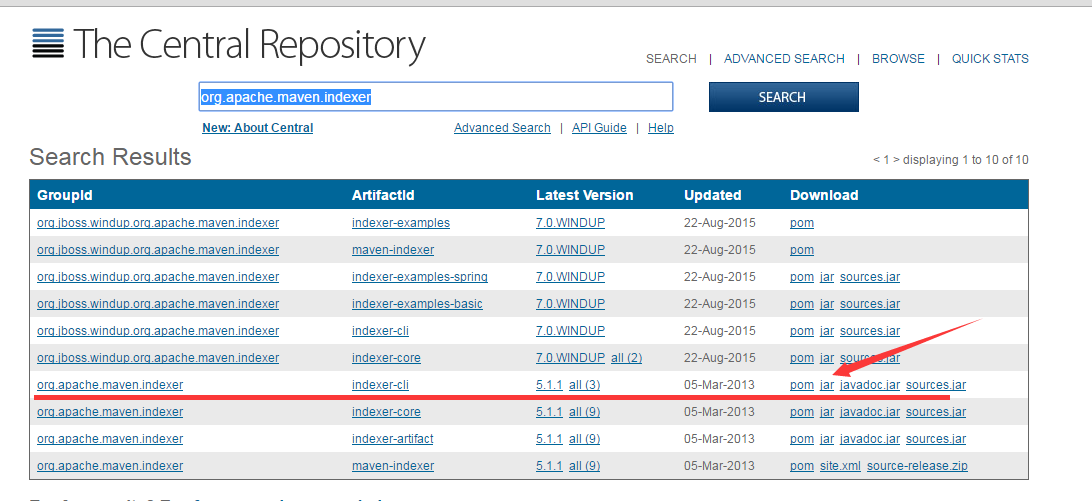 The Central Repository
SEARCH | ADVANCED SEARCH | BROWSE | QUICK STATS
org.apache.maven.indexer SEARCH
New: About Central Advanced Search | API Guide | Help
Search Results < 1 > displaying 1 to 10 of 10
GroupId ArtifactId Latest Version Updated Download
org.jboss.windup.org.apache.maven.indexer indexer-examples 7.0.WINDUP 22-Aug-2015 pom
org.jboss.windup.org.apache.maven.indexer maven-indexer 7.0.WINDUP 22-Aug-2015 pom
org.jboss.windup.org.apache.maven.indexer indexer-examples-spring 7.0.WINDUP 22-Aug-2015 pom jar sources.jar
org.jboss.windup.org.apache.maven.indexer indexer-examples-basic 7.0.WINDUP 22-Aug-2015 pom jar sources.jar
org.jboss.windup.org.apache.maven.indexer indexer-cli 7.0.WINDUP 22-Aug-2015 pom jar sources.jar
org.jboss.windup.org.apache.maven.indexer indexer-core 7.0.WINDUP all (2) 22-Aug-2015 pom jar sources.jar
org.apache.maven.indexer indexer-cli 5.1.1 all (3) 05-Mar-2013 pom jar javadoc.jar sources.jar
org.apache.maven.indexer indexer-core 5.1.1 all (9) 05-Mar-2013 pom jar javadoc.jar sources.jar
org.apache.maven.indexer indexer-artifact 5.1.1 all (9) 05-Mar-2013 pom jar javadoc.jar sources.jar
org.apache.maven.indexer maven-indexer 5.1.1 all (9) 05-Mar-2013 pom site.xml source-release.zip